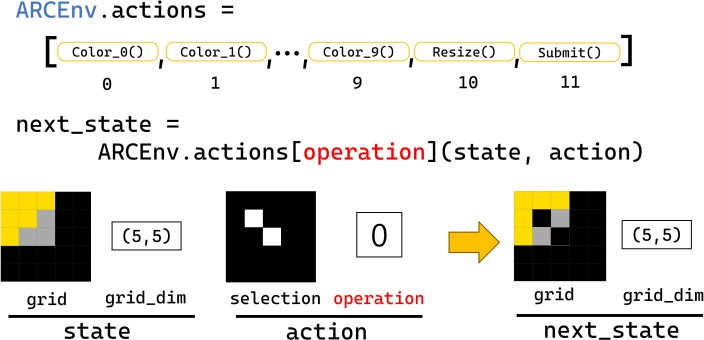 ARCEnv.actions =
[Color_0(), Color_1(), ..., Color_9(), Resize(), Submit()]
0 1 9 10 11
next_state =
ARCEnv.actions[operation](state, action)
(5,5) 0 (5,5)
grid grid_dim selection operation grid grid_dim
state action next_state